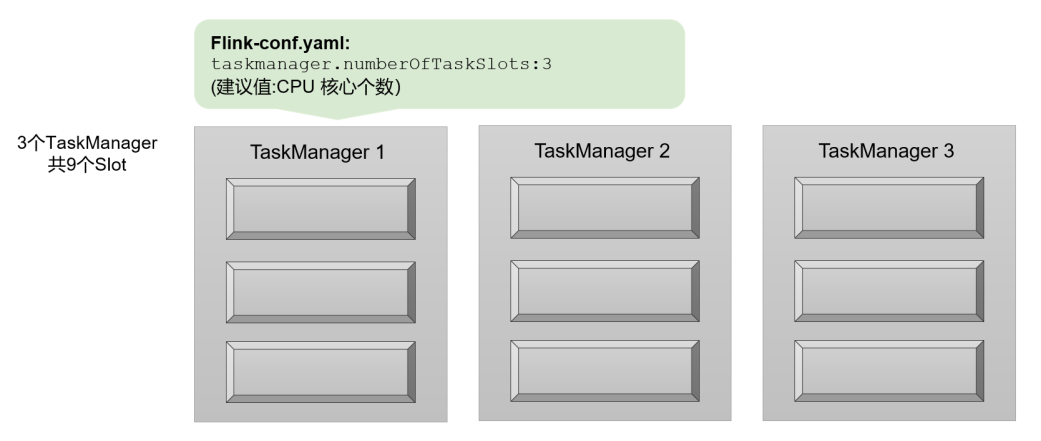 Flink-conf.yaml:
taskmanager.numberOfTaskSlots:3
(建议值:CPU 核心个数)
3个TaskManager
共9个Slot
TaskManager 1
TaskManager 2
TaskManager 3